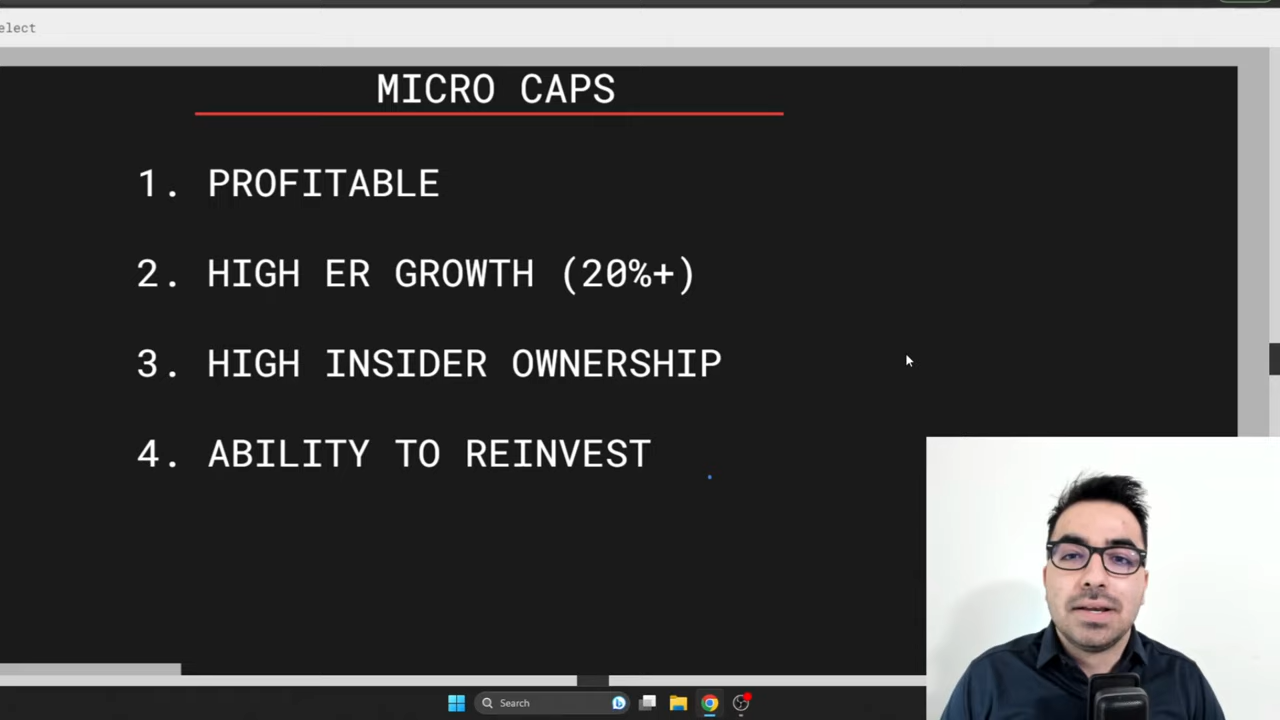 elect
MICRO CAPS
1. PROFITABLE
2. HIGH ER GROWTH (20%+)
3. HIGH INSIDER OWNERSHIP
4. ABILITY TO REINVEST
Search